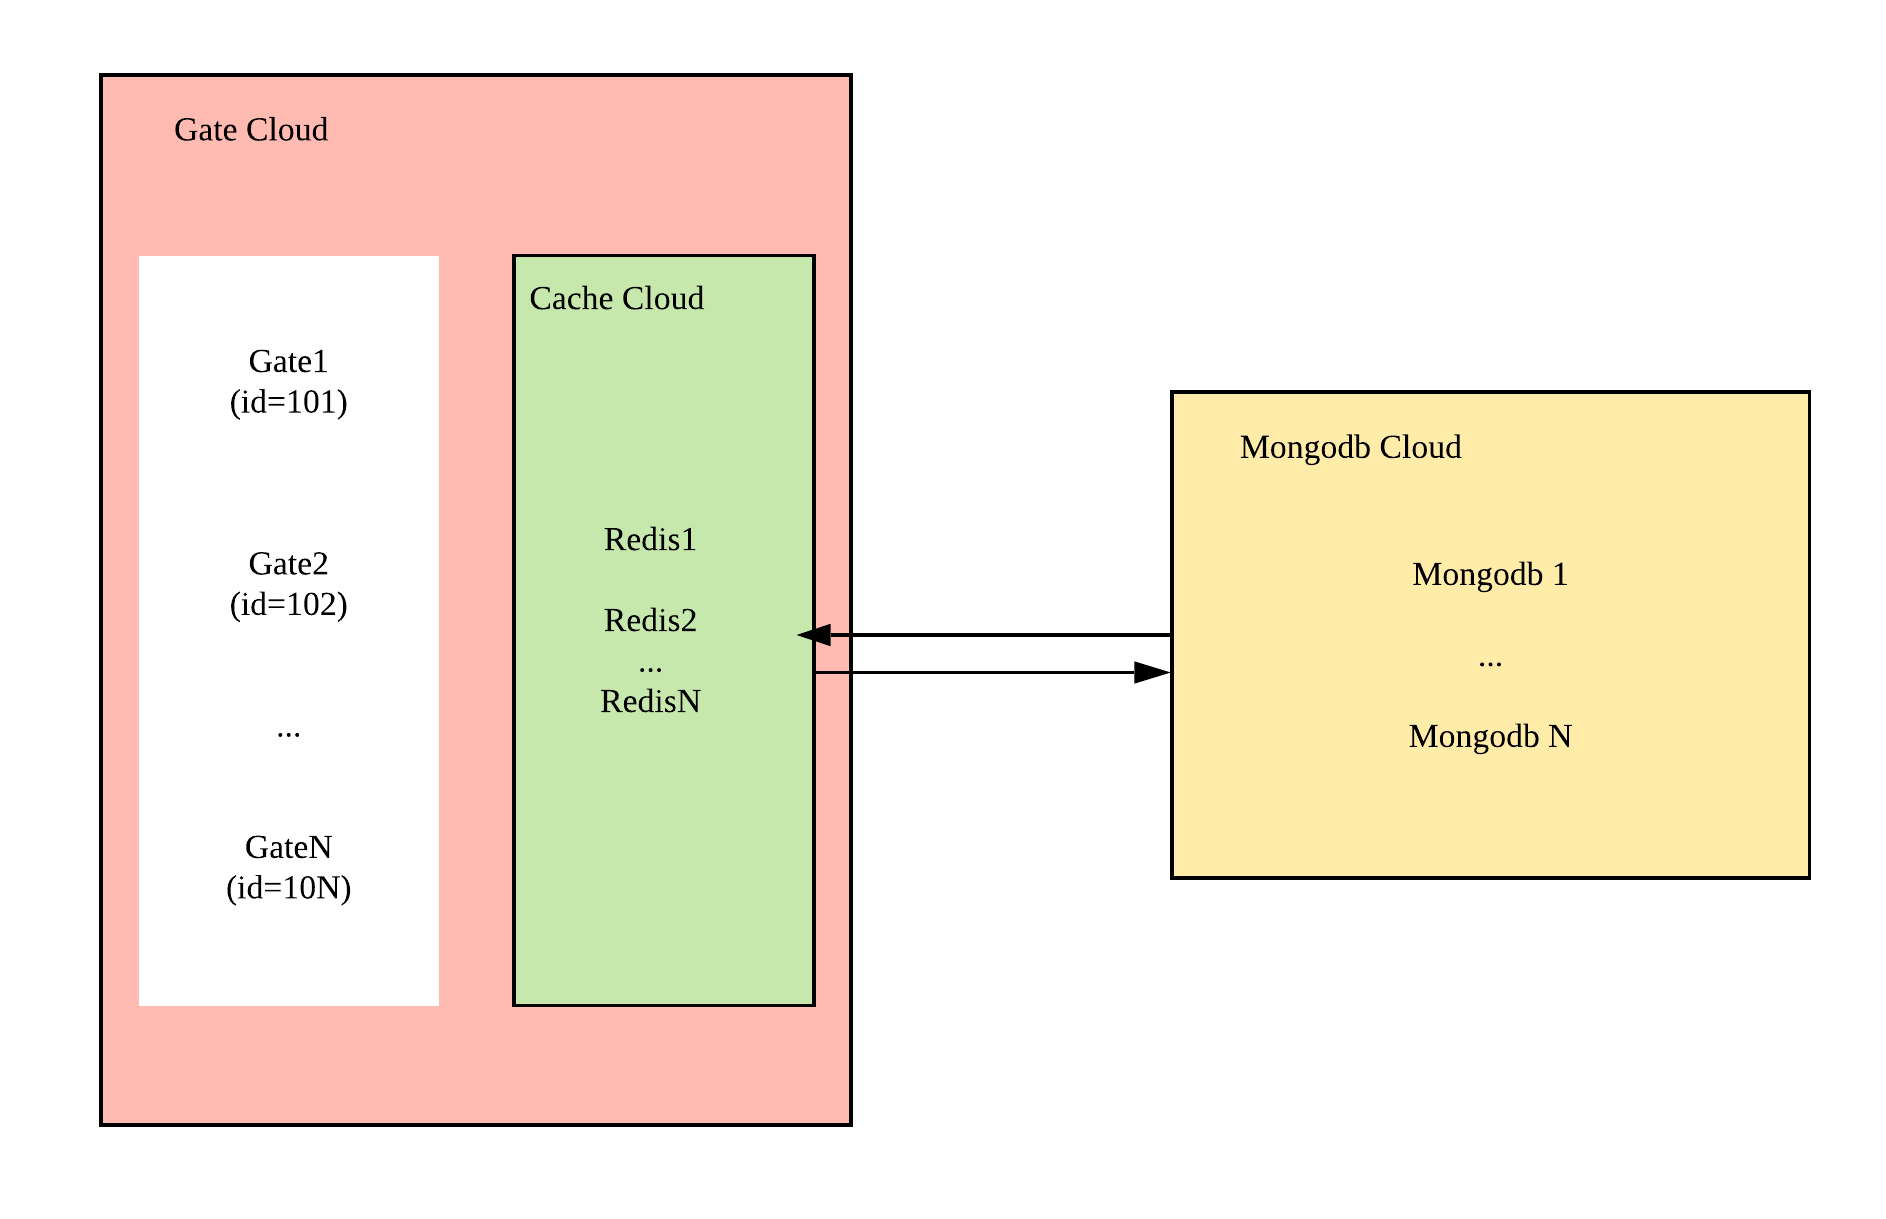 Gate Cloud
Gate1
(id=101)
Gate2
(id=102)
...
GateN
(id=10N)
Cache Cloud
Redis1
Redis2
...
RedisN
Mongodb Cloud
Mongodb 1
...
Mongodb N